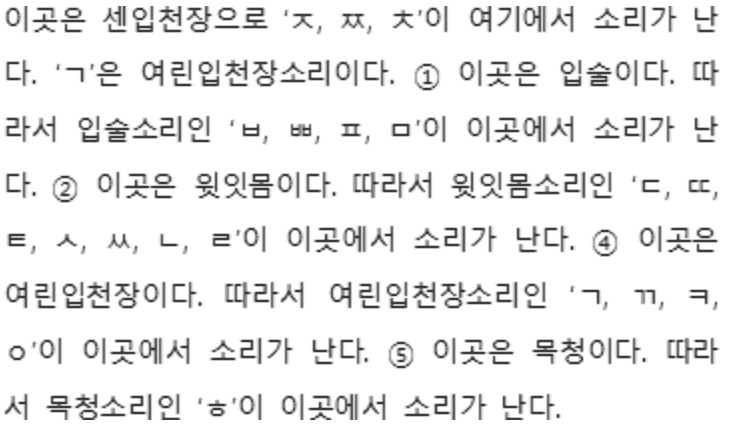 이곳은 센입천장으로 ‘ㅈ, ㅉ, ㅊ’이 여기에서 소리가 난
다. ‘ㄱ’은 여린입천장소리이다. ① 이곳은 입술이다. 따
라서 입술소리인 ‘ㅂ, ㅃ, ㅍ, ㅁ’이 이곳에서 소리가 난
다. ② 이곳은 윗잇몸이다. 따라서 윗잇몸소리인 ‘ㄷ, ㄸ,
ㅌ, ㅅ, ㅆ, ㄴ, ㄹ’이 이곳에서 소리가 난다. ④ 이곳은
여린입천장이다. 따라서 여린입천장소리인 ‘ㄱ, ㄲ, ㅋ,
ㅇ’이 이곳에서 소리가 난다. ⑤ 이곳은 목청이다. 따라
서 목청소리인 ‘ㅎ’이 이곳에서 소리가 난다.